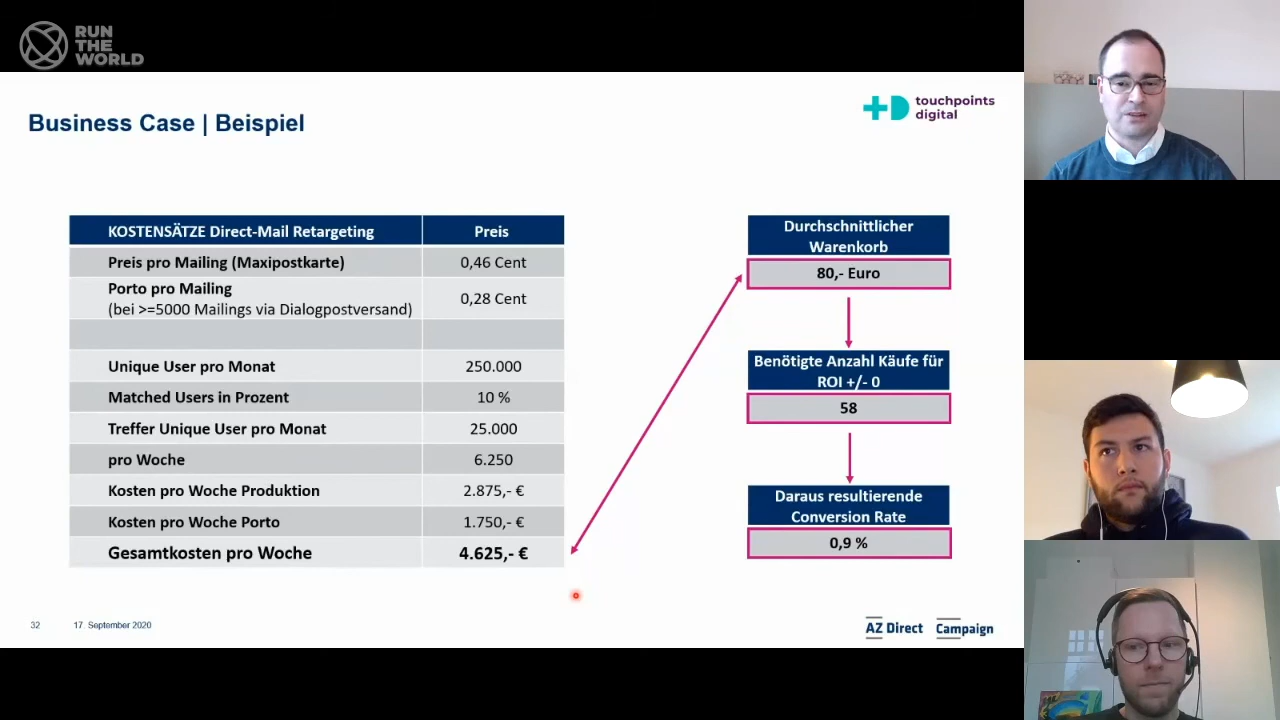 RUN
THE
WORLD
Business Case | Beispiel
touchpoints
digital
KOSTENSÄTZE Direct-Mail Retargeting Preis
Preis pro Mailing (Maxipostkarte) 0,46 Cent
Porto pro Mailing
(bei >=5000 Mailings via Dialogpostversand) 0,28 Cent
Unique User pro Monat 250.000
Matched Users in Prozent 10 %
Treffer Unique User pro Monat 25.000
pro Woche 6.250
Kosten pro Woche Produktion 2.875,- €
Kosten pro Woche Porto 1.750,- €
Gesamtkosten pro Woche 4.625,- €
Durchschnittlicher
Warenkorb
80,- Euro
Benötigte Anzahl Käufe für
ROI +/- 0
58
Daraus resultierende
Conversion Rate
0,9 %
32 17 September 2020
AZ Direct Campaign